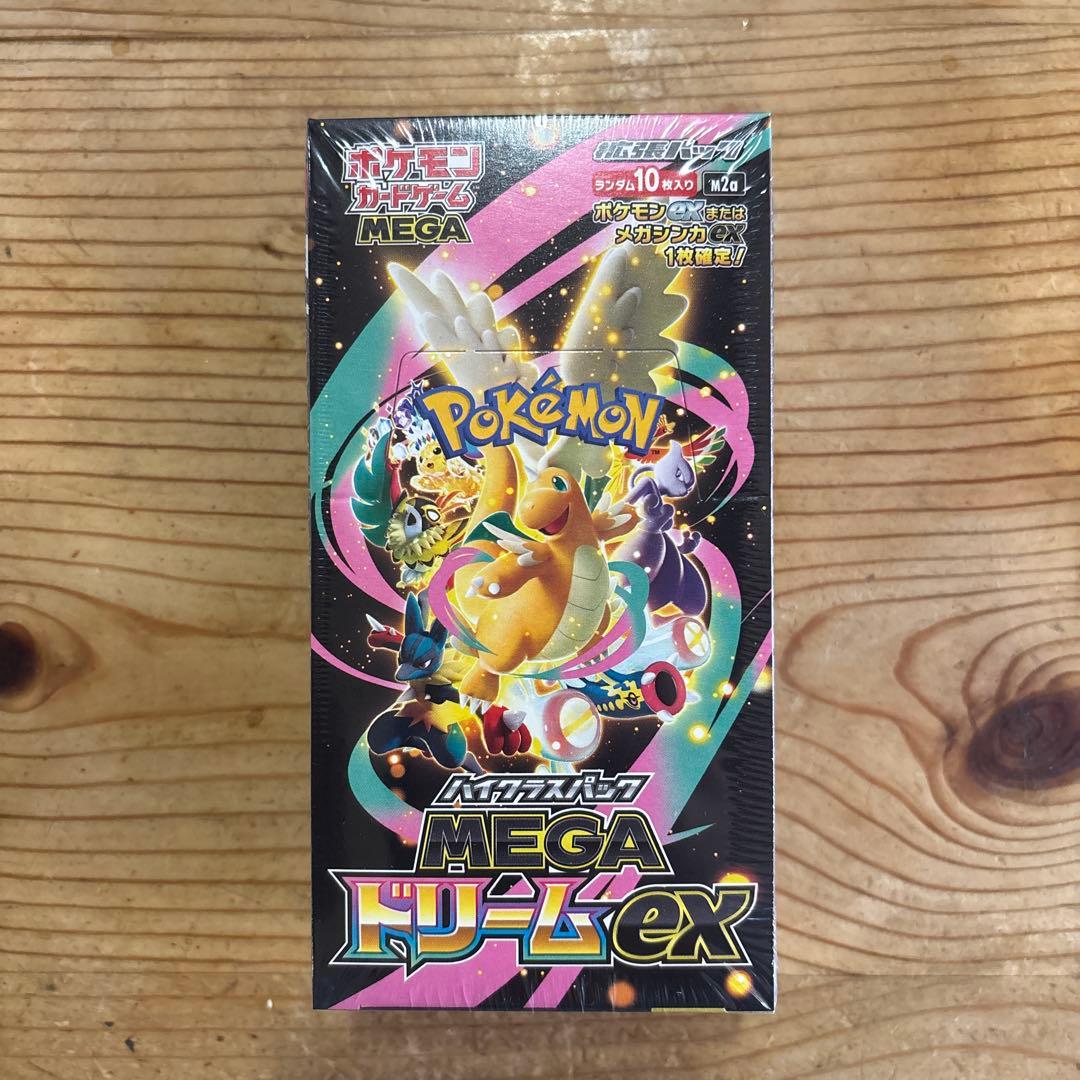 ポケモン
カードゲーム
MEGA
拡張パック
ランダム10枚入り M2a
ポケモンexまたは
メガシンカex
1枚確定!
POKéMON
TM
ハイクラスパック
MEGA
ドリームex